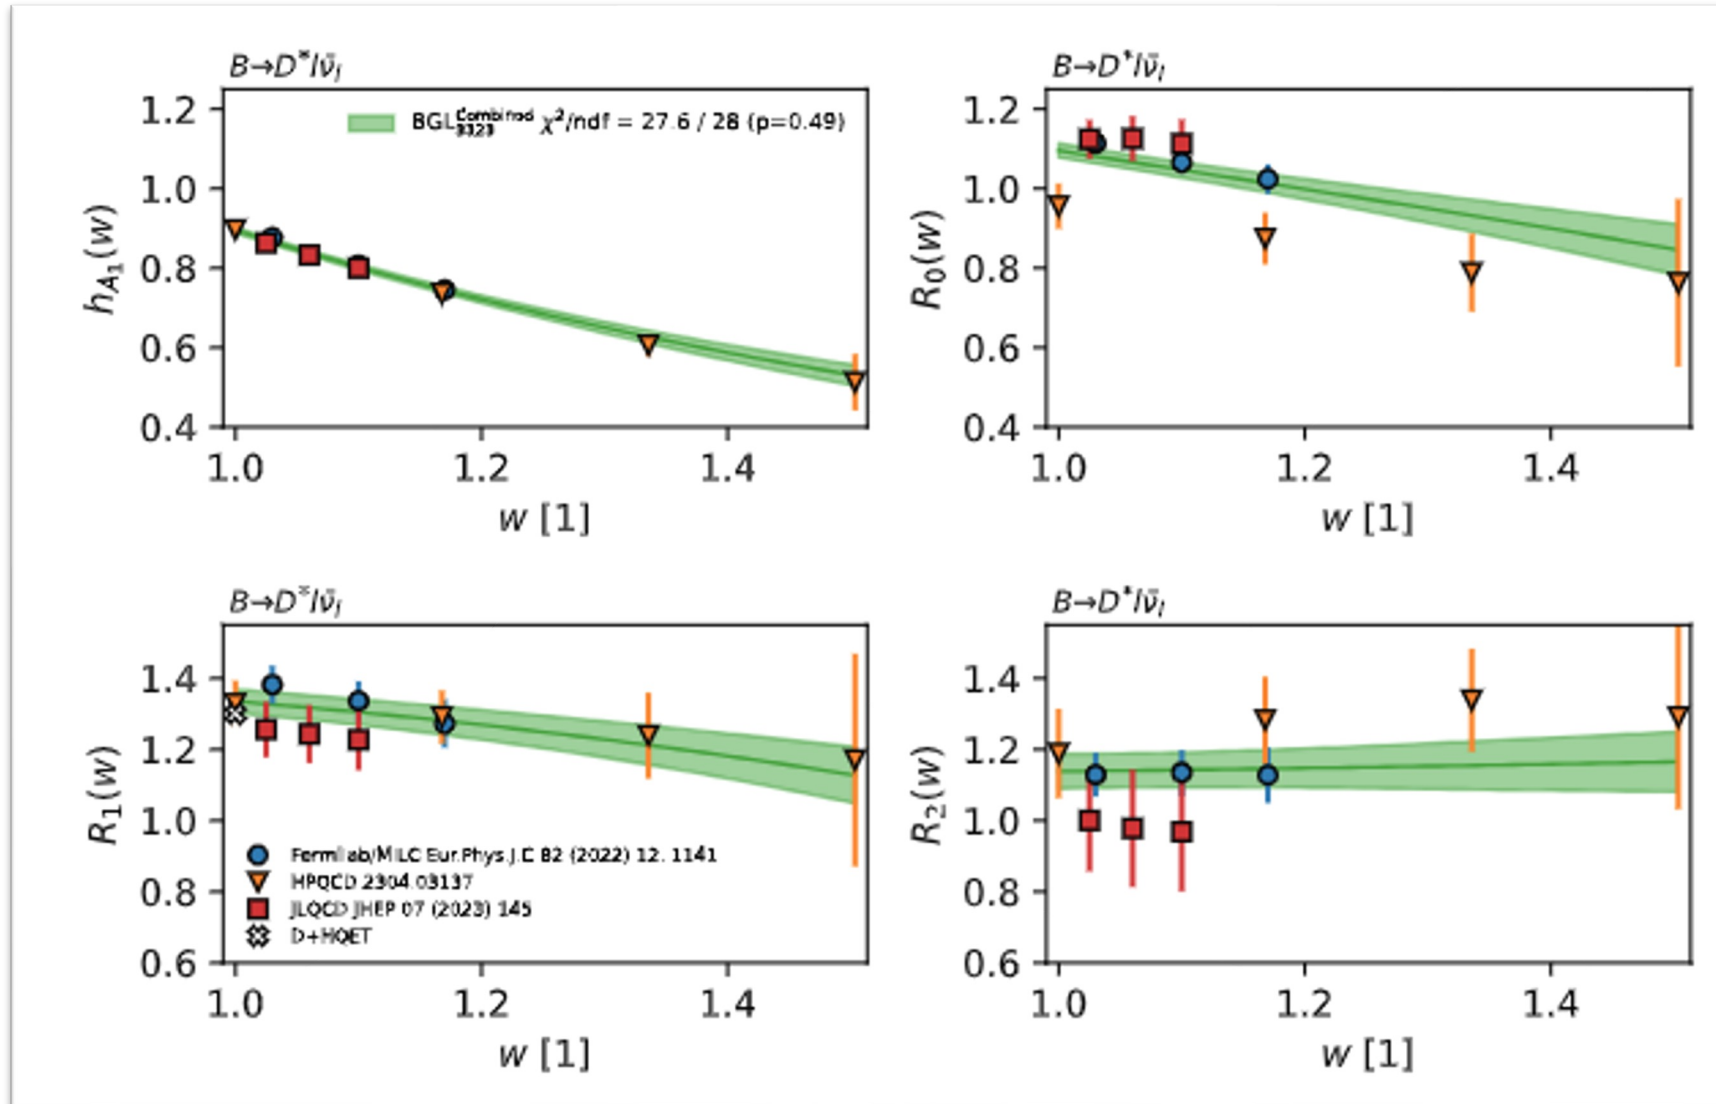 B→D*lν̄l
BGL Combined 3323 χ²/ndf = 27.6 / 28 (p=0.49)
1.2
1.0
0.8
0.6
0.4
hA1(w)
1.0 1.2 1.4
w [1]
B→D*lν̄l
1.2
1.0
0.8
0.6
0.4
R0(w)
1.0 1.2 1.4
w [1]
B→D*lν̄l
1.4
1.2
1.0
0.8
0.6
R1(w)
Fermilab/MILC Eur.Phys.J.C 82 (2022) 12, 1141
HPQCD 2304.03137
JLQCD JHEP 07 (2023) 145
D+HQET
1.0 1.2 1.4
w [1]
B→D*lν̄l
1.4
1.2
1.0
0.8
0.6
R2(w)
1.0 1.2 1.4
w [1]